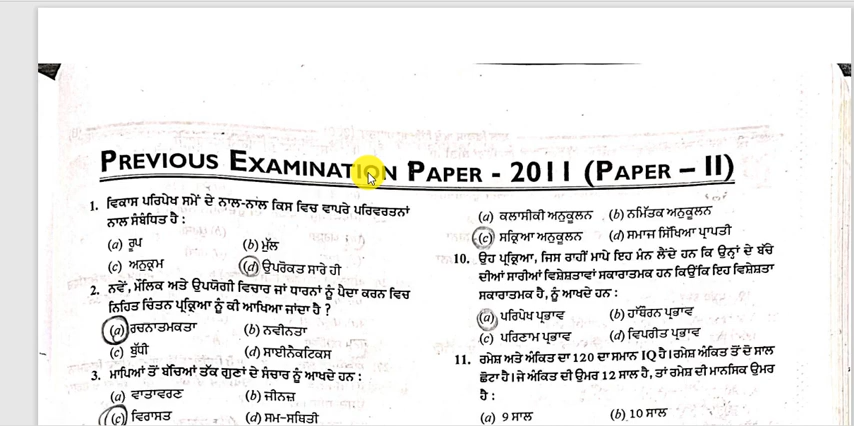 PREVIOUS EXAMINATION PAPER - 2011 (PAPER – II)
1. ਵਿਕਾਸ ਪਰਿਪੇਖ ਸਮੇਂ ਦੇ ਨਾਲ-ਨਾਲ ਕਿਸ ਵਿਚ ਵਾਪਰੇ ਪਰਿਵਰਤਨਾਂ
ਨਾਲ ਸੰਬੰਧਿਤ ਹੈ :
(a) ਰੂਪ (b) ਮੁੱਲ
(c) ਅਨੁਕ੍ਰਮ (d) ਉਪਰੋਕਤ ਸਾਰੇ ਹੀ
2. ਨਵੇਂ, ਮੌਲਿਕ ਅਤੇ ਉਪਯੋਗੀ ਵਿਚਾਰ ਜਾਂ ਧਾਰਨਾਂ ਨੂੰ ਪੈਦਾ ਕਰਨ ਵਿਚ
ਨਿਹਿਤ ਚਿੰਤਨ ਪ੍ਰਕ੍ਰਿਆ ਨੂੰ ਕੀ ਆਖਿਆ ਜਾਂਦਾ ਹੈ ?
(a) ਰਚਨਾਤਮਕਤਾ (b) ਨਵੀਨਤਾ
(c) ਬੁੱਧੀ (d) ਸਾਈਨੈਕਟਿਕਸ
3. ਮਾਪਿਆਂ ਤੋਂ ਬੱਚਿਆਂ ਤੱਕ ਗੁਣਾਂ ਦੇ ਸੰਚਾਰ ਨੂੰ ਆਖਦੇ ਹਨ :
(a) ਵਾਤਾਵਰਣ (b) ਜੀਨਜ਼
(c) ਵਿਰਾਸਤ (d) ਸਮ-ਸਥਿਤੀ
(a) ਕਲਾਸੀਕੀ ਅਨੁਕੂਲਨ (b) ਨਮਿੱਤਕ ਅਨੁਕੂਲਨ
(c) ਸਕ੍ਰਿਆ ਅਨੁਕੂਲਨ (d) ਸਮਾਜ ਸਿੱਖਿਆ ਪ੍ਰਾਪਤੀ
10. ਉਹ ਪ੍ਰਕ੍ਰਿਆ, ਜਿਸ ਰਾਹੀਂ ਮਾਪੇ ਇਹ ਮੰਨ ਲੈਂਦੇ ਹਨ ਕਿ ਉਨ੍ਹਾਂ ਦੇ ਬੱਚੇ
ਦੀਆਂ ਸਾਰੀਆਂ ਵਿਸ਼ੇਸ਼ਤਾਵਾਂ ਸਕਾਰਾਤਮਕ ਹਨ ਕਿਉਂਕਿ ਇਹ ਵਿਸ਼ੇਸ਼ਤਾ
ਸਕਾਰਾਤਮਕ ਹੈ, ਨੂੰ ਆਖਦੇ ਹਨ :
(a) ਪਰਿਪੇਖ ਪ੍ਰਭਾਵ (b) ਹਾੱਥੋਰਨ ਪ੍ਰਭਾਵ
(c) ਪਰਿਣਾਮ ਪ੍ਰਭਾਵ (d) ਵਿਪਰੀਤ ਪ੍ਰਭਾਵ
11. ਰਮੇਸ਼ ਅਤੇ ਅੰਕਿਤ ਦਾ 120 ਦਾ ਸਮਾਨ IQ ਹੈ। ਰਮੇਸ਼ ਅੰਕਿਤ ਤੋਂ ਦੋ ਸਾਲ
ਛੋਟਾ ਹੈ। ਜੇ ਅੰਕਿਤ ਦੀ ਉਮਰ 12 ਸਾਲ ਹੈ, ਤਾਂ ਰਮੇਸ਼ ਦੀ ਮਾਨਸਿਕ ਉਮਰ
ਹੈ :
(a) 9 ਸਾਲ (b) 10 ਸਾਲ